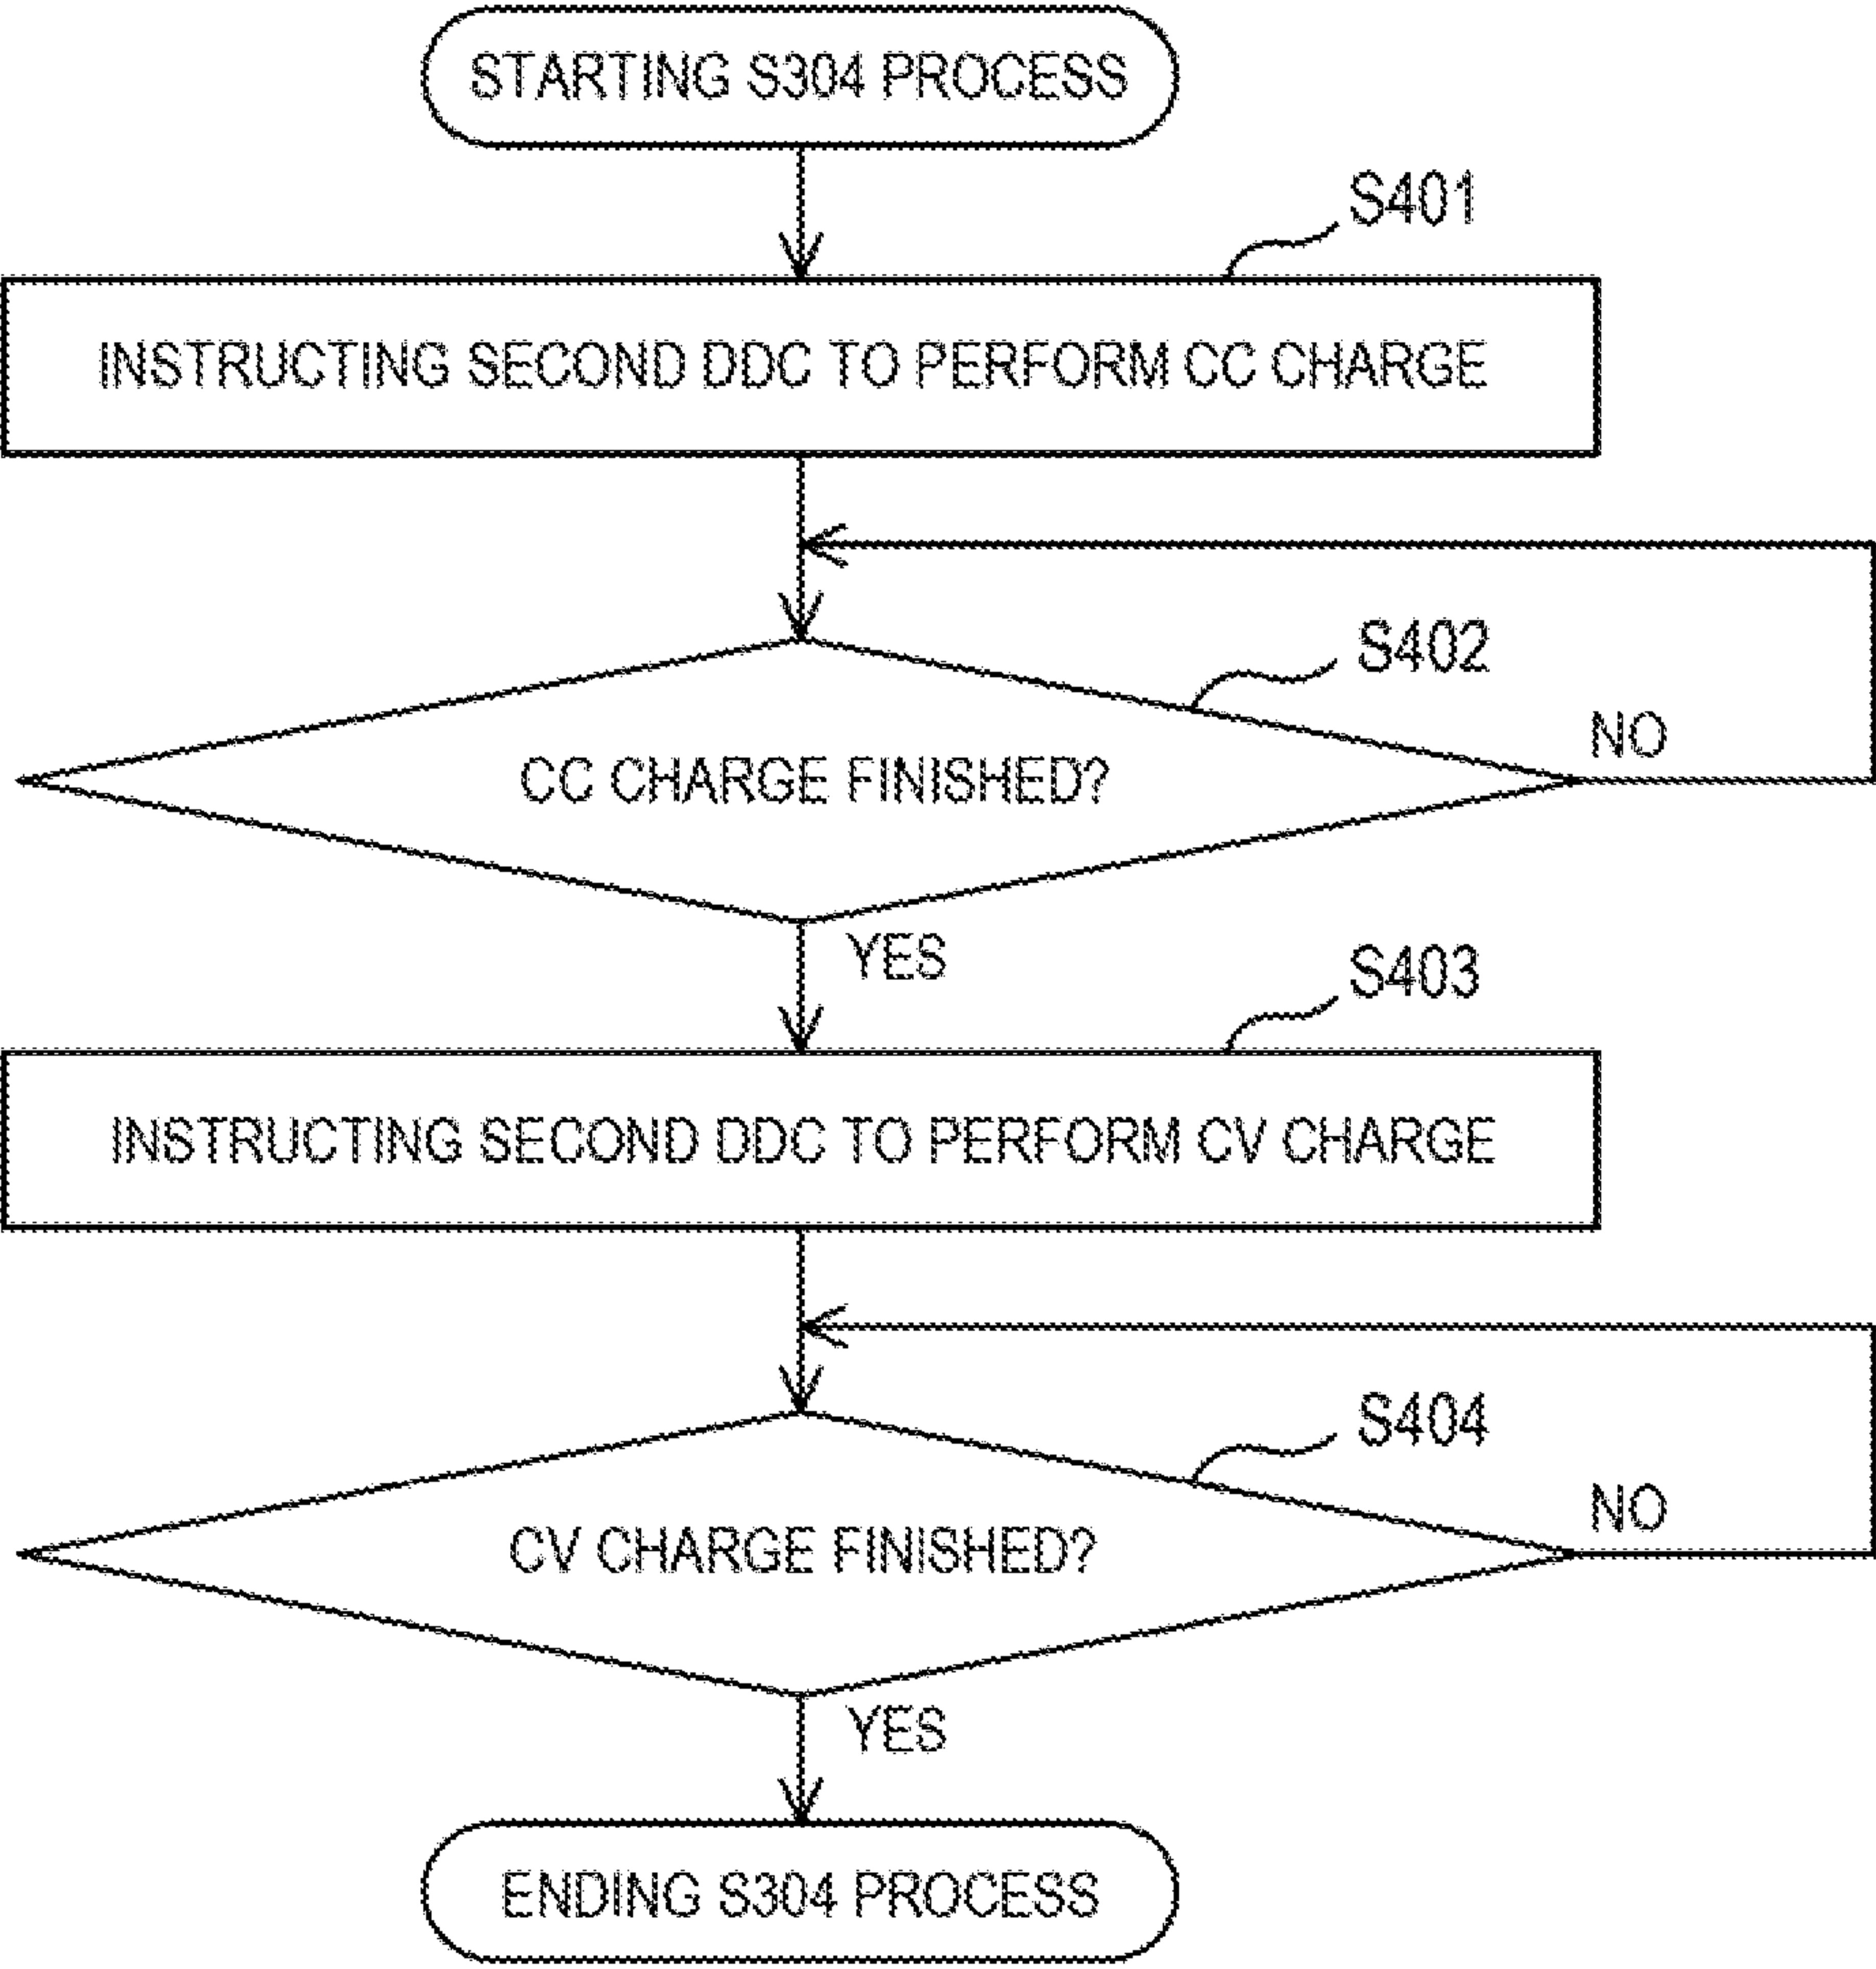 STARTING S304 PROCESS
S401
INSTRUCTING SECOND DDC TO PERFORM CC CHARGE
S402
NO
CC CHARGE FINISHED?
YES
S403
INSTRUCTING SECOND DDC TO PERFORM CV CHARGE
S404
NO
CV CHARGE FINISHED?
YES
ENDING S304 PROCESS